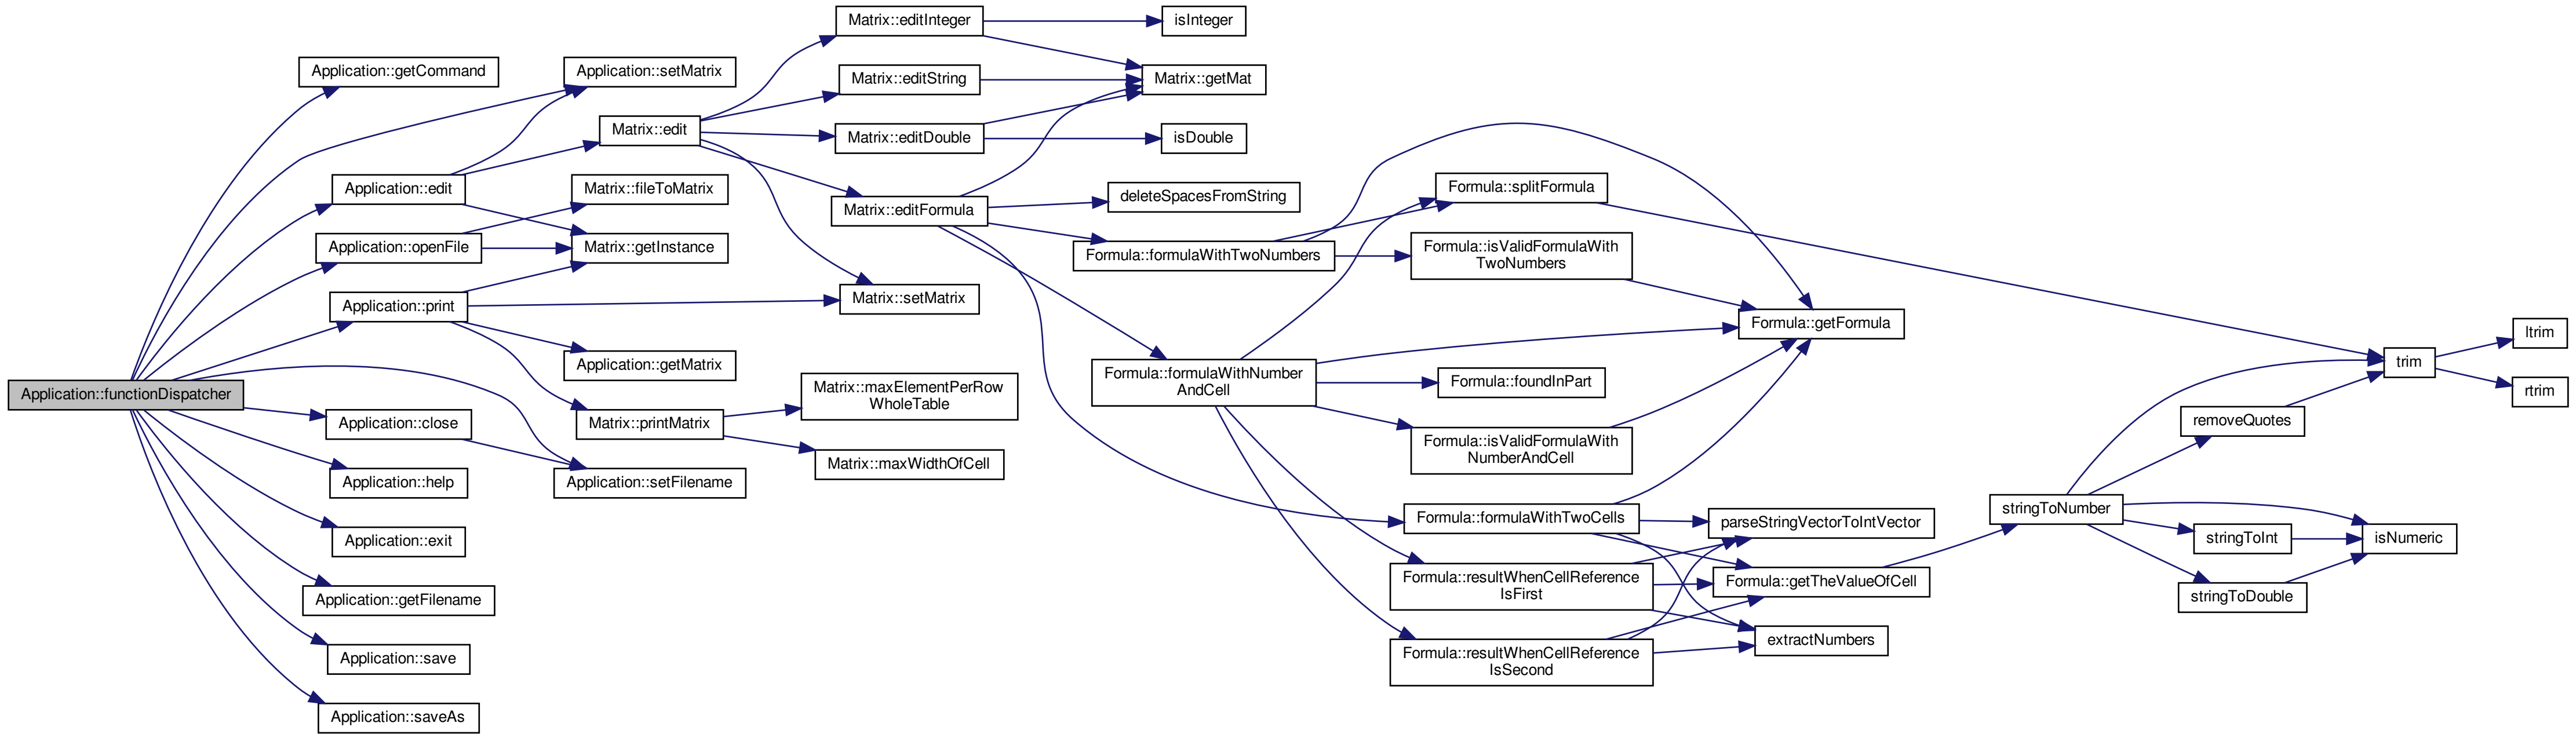 Application::functionDispatcher
Application::getCommand
Application::setMatrix
Application::edit
Application::openFile
Application::print
Application::close
Application::help
Application::exit
Application::getFilename
Application::save
Application::saveAs
Matrix::edit
Matrix::fileToMatrix
Matrix::getInstance
Application::getMatrix
Matrix::printMatrix
Application::setFilename
Matrix::editInteger
Matrix::editString
Matrix::editDouble
Matrix::editFormula
Matrix::setMatrix
Matrix::maxElementPerRow
WholeTable
Matrix::maxWidthOfCell
isInteger
Matrix::getMat
isDouble
deleteSpacesFromString
Formula::formulaWithTwoNumbers
Formula::formulaWithNumber
AndCell
Formula::splitFormula
Formula::isValidFormulaWith
TwoNumbers
Formula::foundInPart
Formula::isValidFormulaWith
NumberAndCell
Formula::formulaWithTwoCells
Formula::resultWhenCellReference
IsFirst
Formula::resultWhenCellReference
IsSecond
Formula::getFormula
parseStringVectorToIntVector
Formula::getTheValueOfCell
extractNumbers
stringToNumber
removeQuotes
stringToInt
stringToDouble
trim
isNumeric
ltrim
rtrim